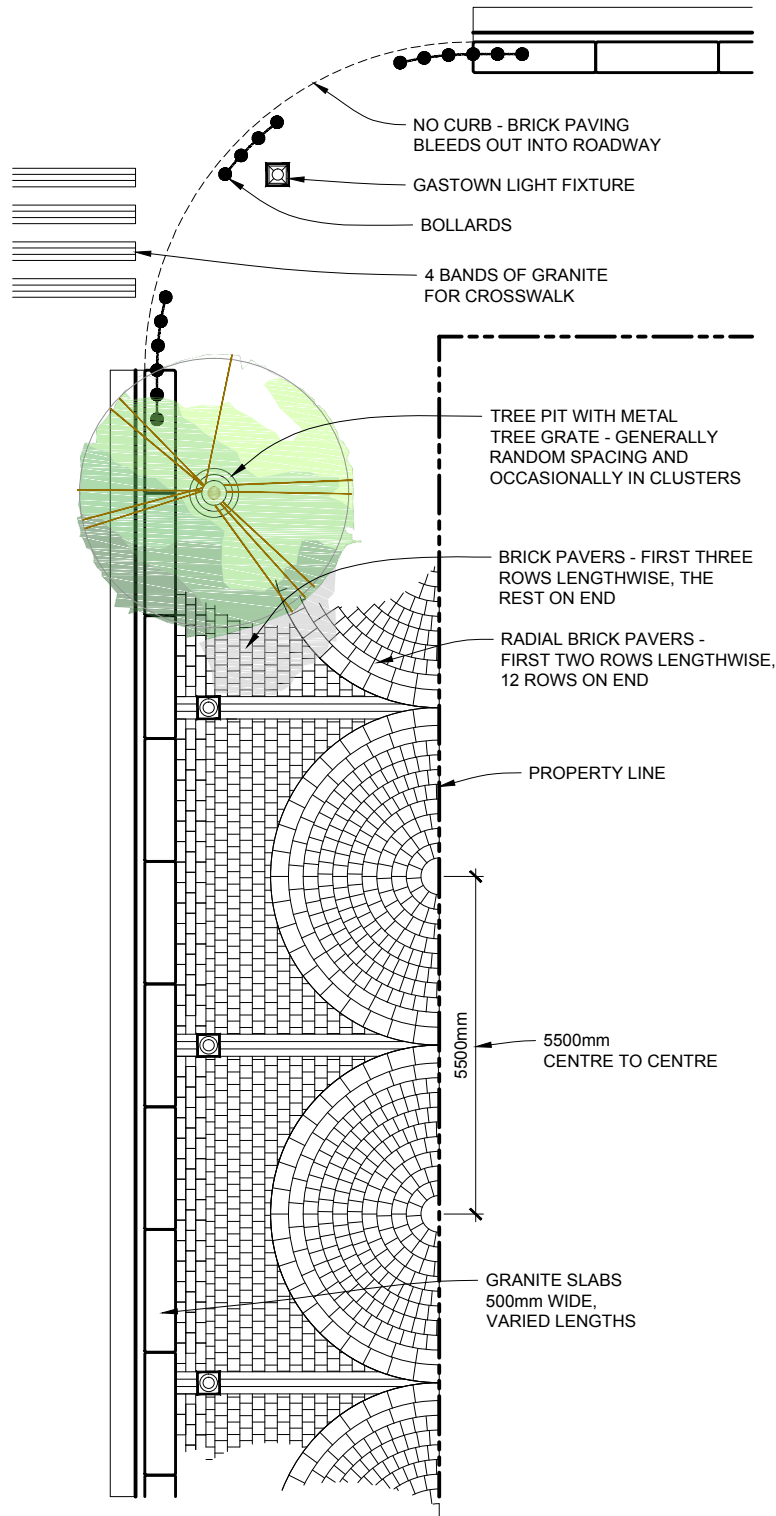 NO CURB - BRICK PAVING
BLEEDS OUT INTO ROADWAY
GASTOWN LIGHT FIXTURE
BOLLARDS
4 BANDS OF GRANITE
FOR CROSSWALK
TREE PIT WITH METAL
TREE GRATE - GENERALLY
RANDOM SPACING AND
OCCASIONALLY IN CLUSTERS
BRICK PAVERS - FIRST THREE
ROWS LENGTHWISE, THE
REST ON END
RADIAL BRICK PAVERS -
FIRST TWO ROWS LENGTHWISE,
12 ROWS ON END
PROPERTY LINE
5500mm
5500mm
CENTRE TO CENTRE
GRANITE SLABS
500mm WIDE,
VARIED LENGTHS